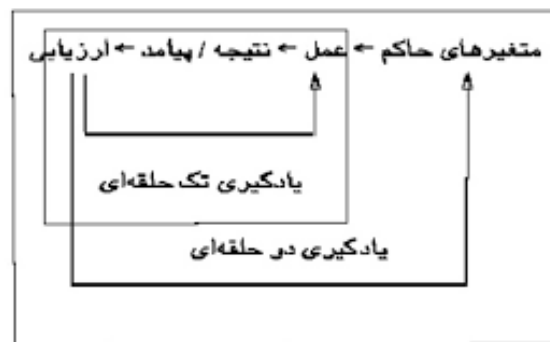 متغیرهای حاکم ← عمل ← نتیجه / پیامد ← ارزیابی
یادگیری تک حلقه‌ای
یادگیری دو حلقه‌ای